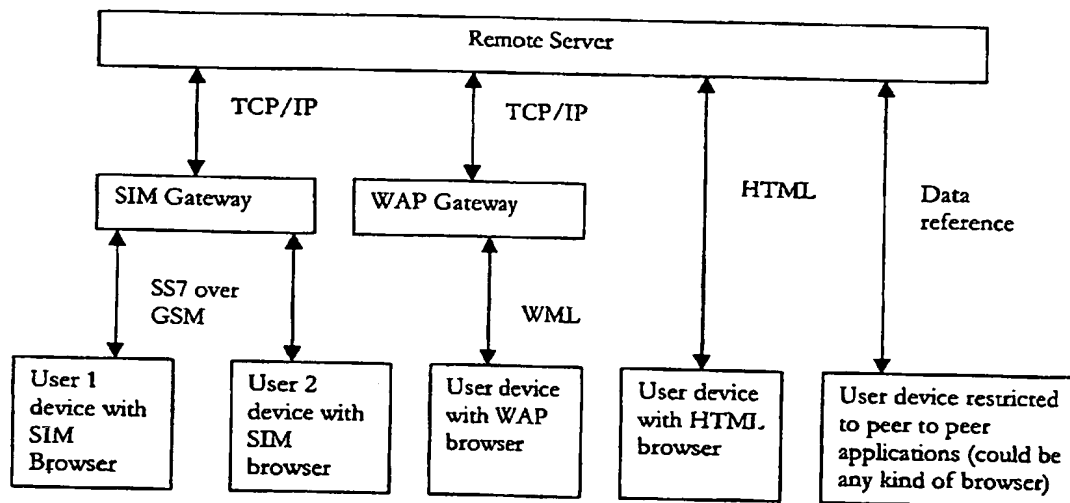 Remote Server
TCP/IP
TCP/IP
HTML
Data
reference
SIM Gateway
WAP Gateway
SS7 over
GSM
WML
User 1
device with
SIM
Browser
User 2
device with
SIM
browser
User device
with WAP
browser
User device
with HTML
browser
User device restricted
to peer to peer
applications (could be
any kind of browser)